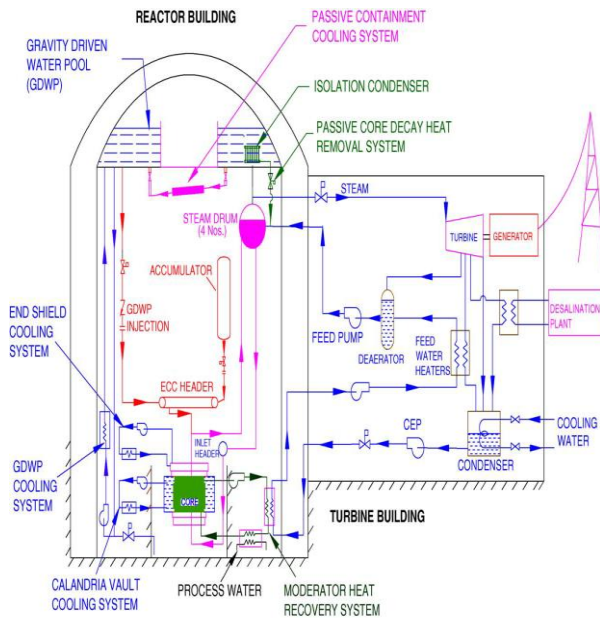 REACTOR BUILDING
PASSIVE CONTAINMENT
COOLING SYSTEM
GRAVITY DRIVEN
WATER POOL
(GDWP)
ISOLATION CONDENSER
PASSIVE CORE DECAY HEAT
REMOVAL SYSTEM
P
STEAM
STEAM DRUM
(4 Nos.)
TURBINE
GENERATOR
ACCUMULATOR
GDWP
INJECTION
END SHIELD
COOLING
SYSTEM
FEED PUMP
DEAERATOR
FEED
WATER
HEATERS
DESALINATION
PLANT
ECC HEADER
INLET
HEADER
P
CEP
COOLING
WATER
CONDENSER
GDWP
COOLING
SYSTEM
CORE
P
TURBINE BUILDING
CALANDRIA VAULT
COOLING SYSTEM
PROCESS WATER
MODERATOR HEAT
RECOVERY SYSTEM